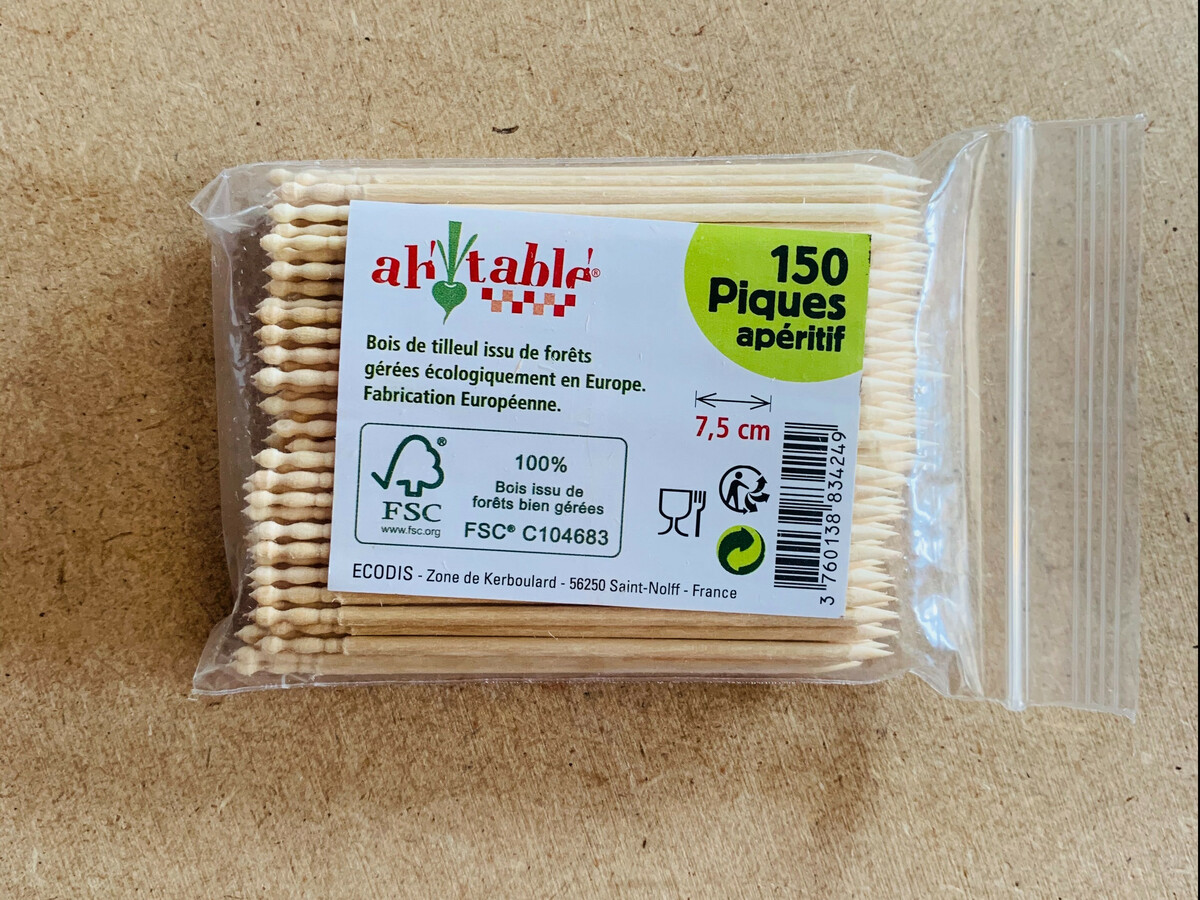 ah table®
150
Piques
apéritif
Bois de tilleul issu de forêts
gérées écologiquement en Europe.
Fabrication Européenne.
7,5 cm
®
FSC
www.fsc.org
100%
Bois issu de
forêts bien gérées
FSC® C104683
3 760138 834249
ECODIS - Zone de Kerboulard - 56250 Saint-Nolff - France